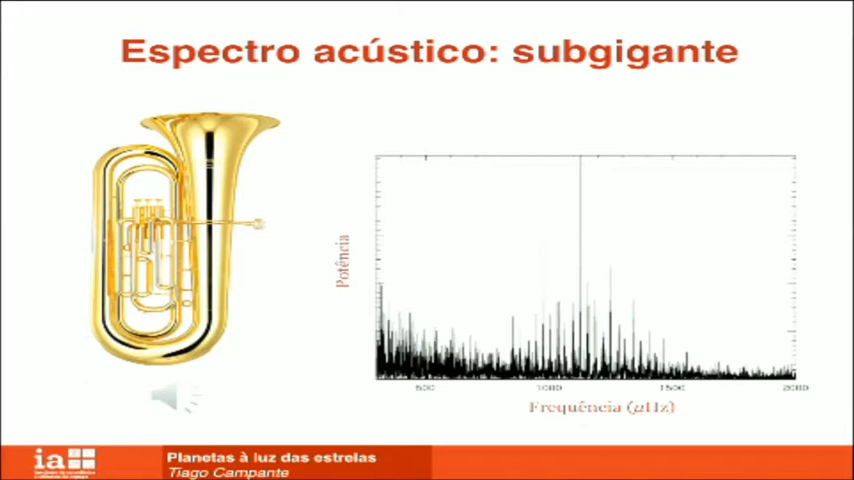 Espectro acústico: subgigante
Potência
500
1000
1500
2000
Frequência (μHz)
ia
Planetas à luz das estrelas
Tiago Campante